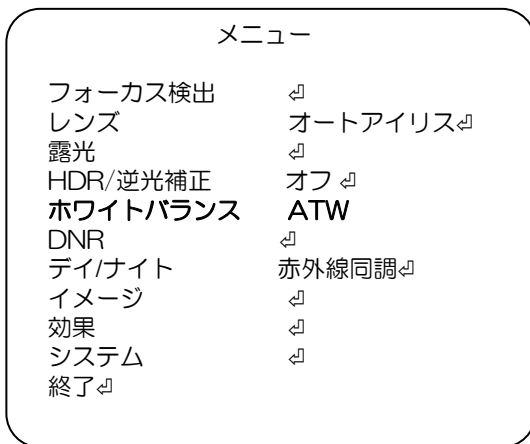 メニュー
フォーカス検出 ⏎
レンズ オートアイリス⏎
露光 ⏎
HDR/逆光補正 オフ ⏎
ホワイトバランス ATW
DNR ⏎
デイ/ナイト 赤外線同調⏎
イメージ ⏎
効果 ⏎
システム ⏎
終了⏎